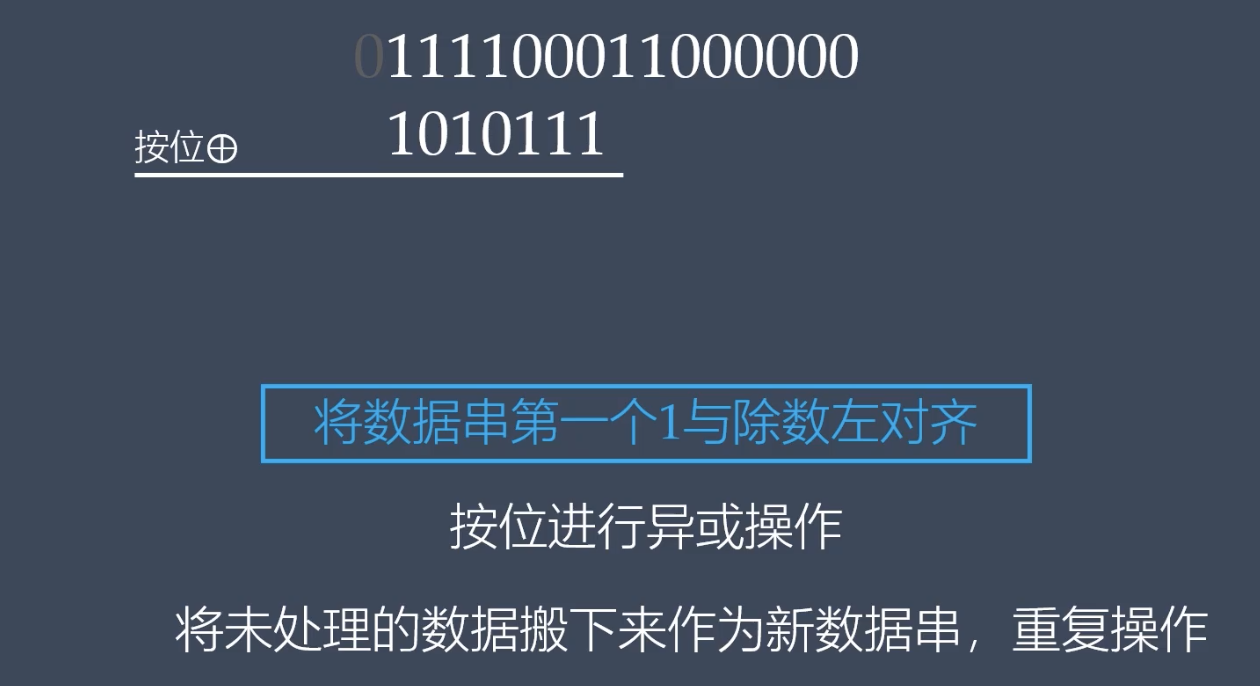 0111100011000000
1010111
按位⊕
将数据串第一个1与除数左对齐
按位进行异或操作
将未处理的数据搬下来作为新数据串，重复操作